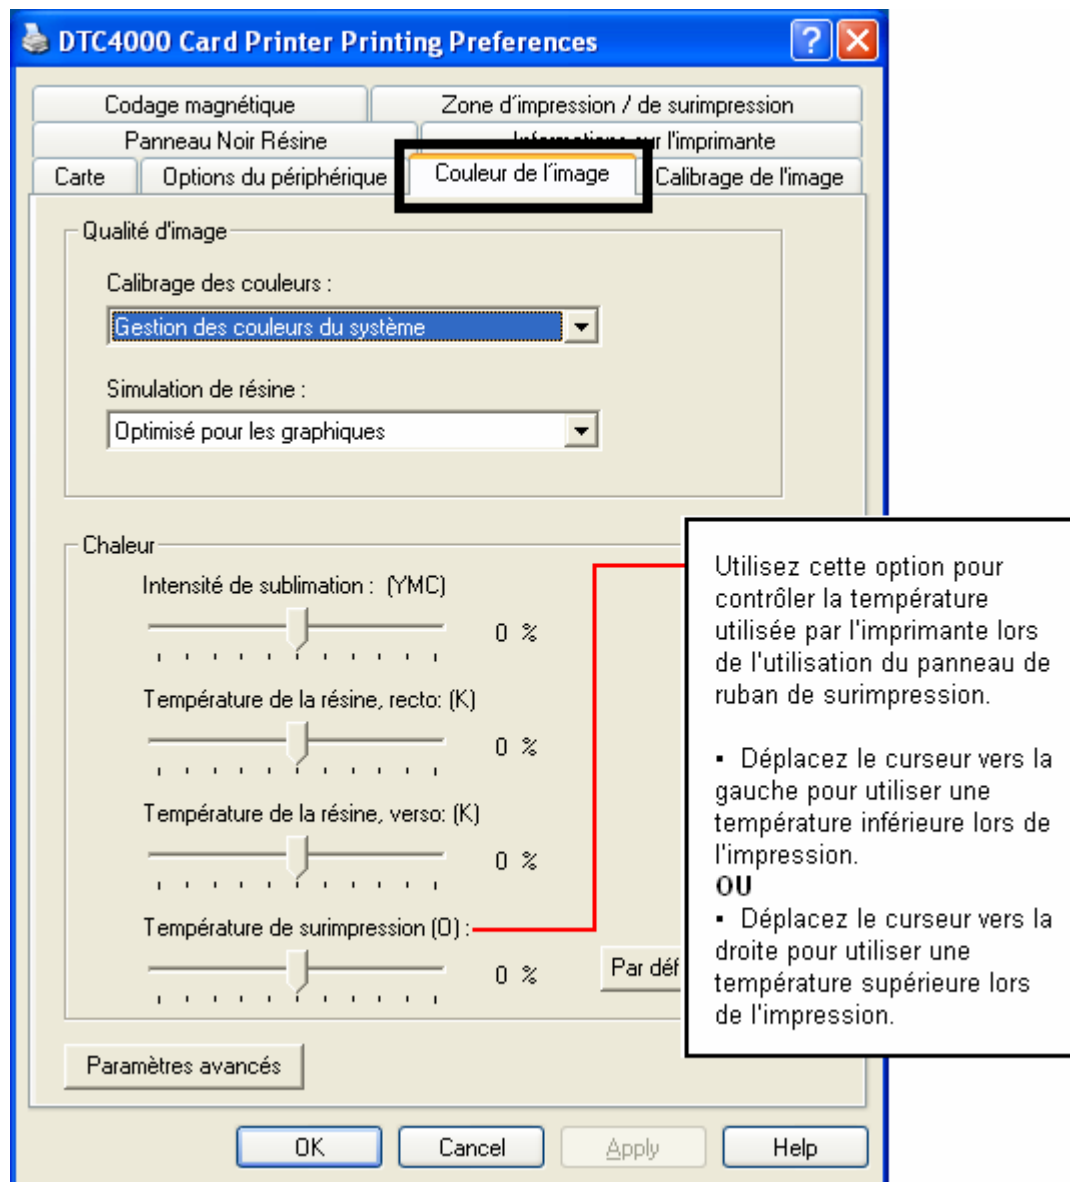 DTC4000 Card Printer Printing Preferences
Codage magnétique
Zone d'impression / de surimpression
Panneau Noir Résine
l'imprimante
Carte
Options du périphérique
Couleur de l'image
Calibrage de l'image
Qualité d'image
Calibrage des couleurs :
Gestion des couleurs du système
Simulation de résine :
Optimisé pour les graphiques
Chaleur
Intensité de sublimation : (YMC)
0 %
Température de la résine, recto: (K)
0 %
Température de la résine, verso: (K)
0 %
Température de surimpression (O) :
0 %
Par déf
Paramètres avancés
OK
Cancel
Apply
Help
Utilisez cette option pour
contrôler la température
utilisée par l'imprimante lors
de l'utilisation du panneau de
ruban de surimpression.
▪ Déplacez le curseur vers la
gauche pour utiliser une
température inférieure lors de
l'impression.
OU
▪ Déplacez le curseur vers la
droite pour utiliser une
température supérieure lors
de l'impression.